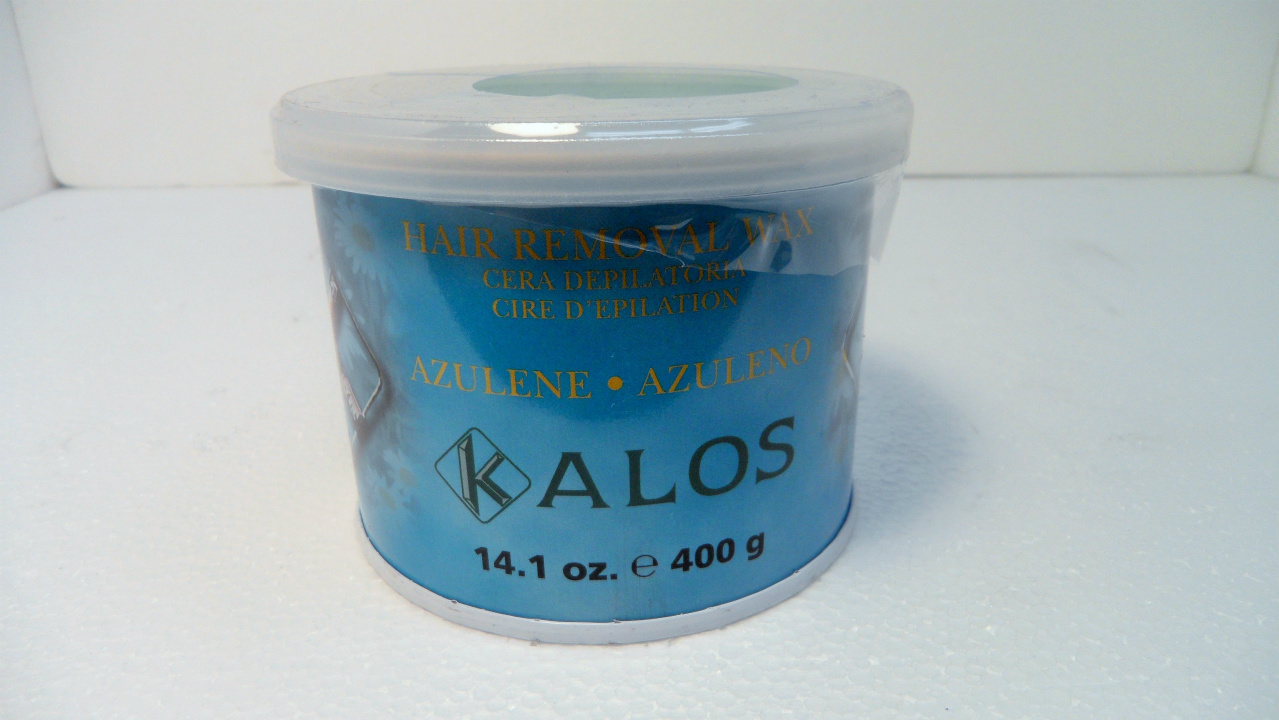 HAIR REMOVAL WAX
CERA DEPILATORIA
CIRE D'EPILATION
AZULENE • AZULENO
KALOS
14.1 oz. ℮ 400 g